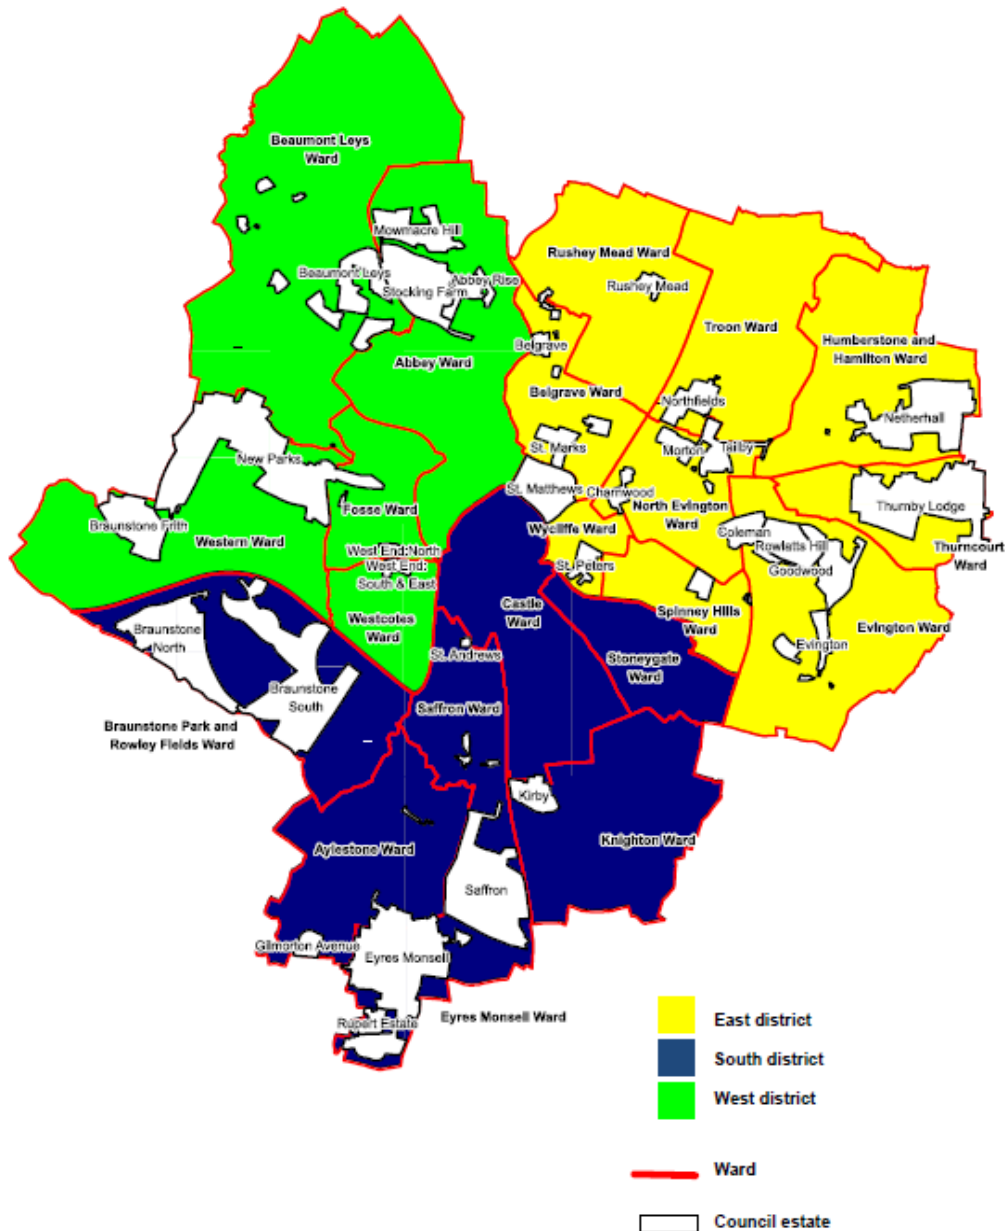 Beaumont Leys
Ward
Mowmacre Hill
Rushey Mead Ward
Beaumont Leys
Abbey Rise
Stocking Farm
Rushey Mead
Troon Ward
Humberstone and
Hamilton Ward
Belgrave
Abbey Ward
Belgrave Ward
Northfields
Netherhall
St. Marks
Morton
Tailby
New Parks
St. Matthews
Charnwood
Thurnby Lodge
Fosse Ward
North Evington
Ward
Braunstone Frith
Western Ward
Wycliffe Ward
Coleman
Rowlatts Hill
Thurncourt
Ward
West End:North
West End:
South & East
St. Peters
Goodwood
Westcotes
Ward
Castle
Ward
Spinney Hills
Ward
Evington Ward
Braunstone
North
Evington
St. Andrews
Stoneygate
Ward
Braunstone
South
Saffron Ward
Braunstone Park and
Rowley Fields Ward
Kirby
Aylestone Ward
Knighton Ward
Saffron
Gilmorton Avenue
Eyres Monsell
Rupert Estate
Eyres Monsell Ward
East district
South district
West district
Ward
Council estate